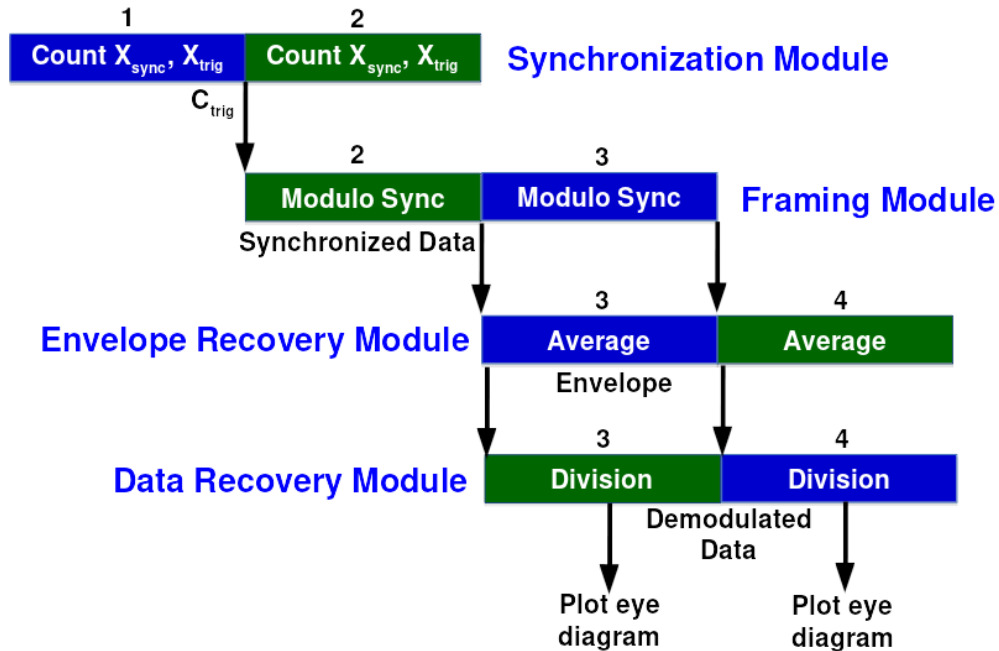 1 2
Count Xsync, Xtrig Count Xsync, Xtrig Synchronization Module
Ctrig
2 3
Modulo Sync Modulo Sync Framing Module
Synchronized Data
3 4
Envelope Recovery Module Average Average
Envelope
3 4
Data Recovery Module Division Division
Demodulated
Data
Plot eye Plot eye
diagram diagram